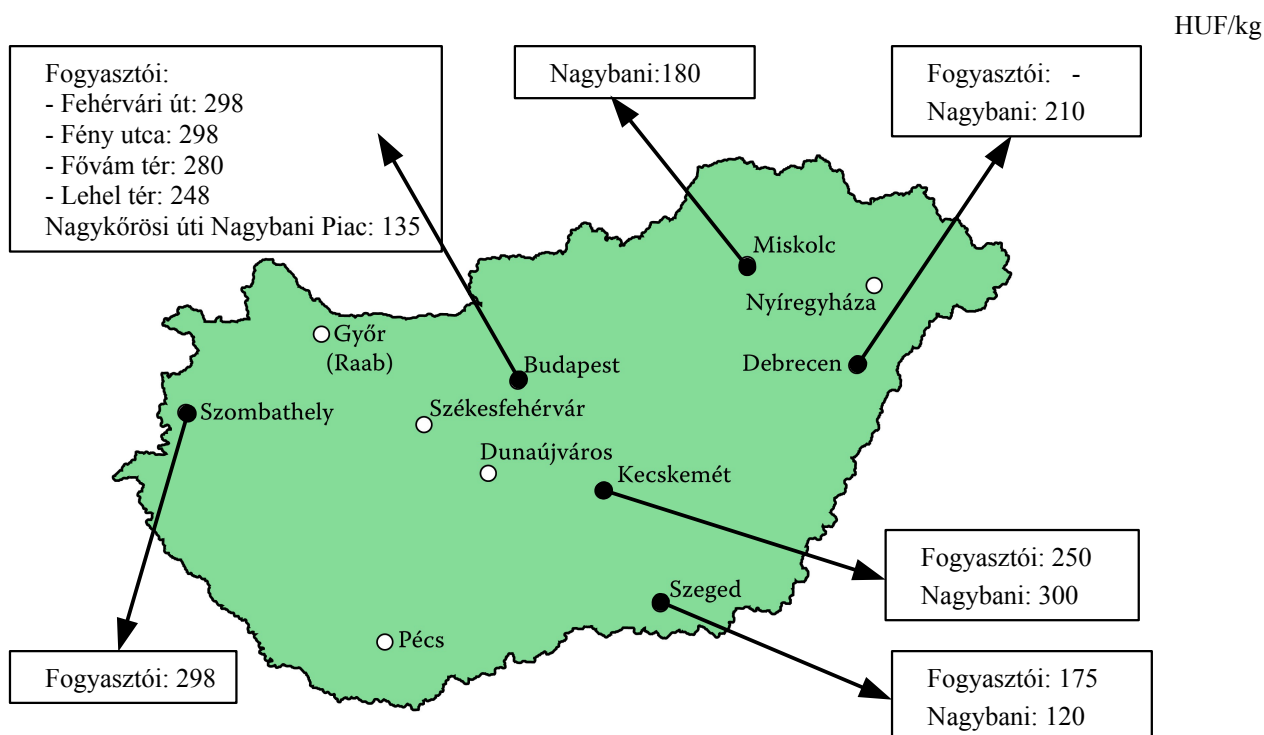 HUF/kg
Fogyasztói:
- Fehérvári út: 298
- Fény utca: 298
- Fővám tér: 280
- Lehel tér: 248
Nagykőrösi úti Nagybani Piac: 135
Nagybani:180
Fogyasztói: -
Nagybani: 210
Miskolc
Nyíregyháza
Győr
(Raab)
Budapest
Debrecen
Szombathely
Székesfehérvár
Dunaújváros
Kecskemét
Fogyasztói: 250
Nagybani: 300
Szeged
Pécs
Fogyasztói: 298
Fogyasztói: 175
Nagybani: 120